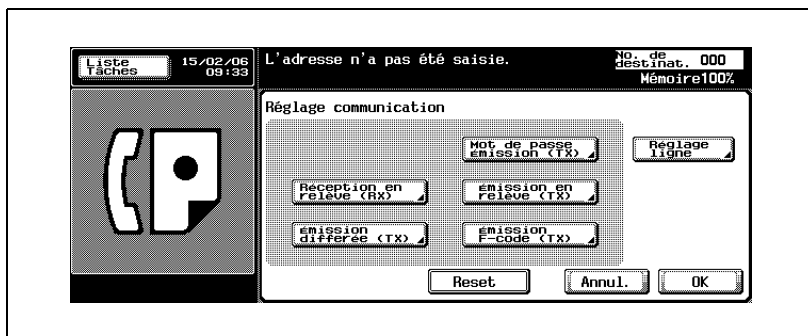 Liste
Tâches
15/02/06
09:33
L'adresse n'a pas été saisie.
No. de
destinat. 000
Mémoire100%
Réglage communication
Mot de passe
émission (TX)
Réglage
ligne
Réception en
relève (RX)
émission en
relève (TX)
émission
différée (TX)
émission
F-code (TX)
Reset
Annul.
OK